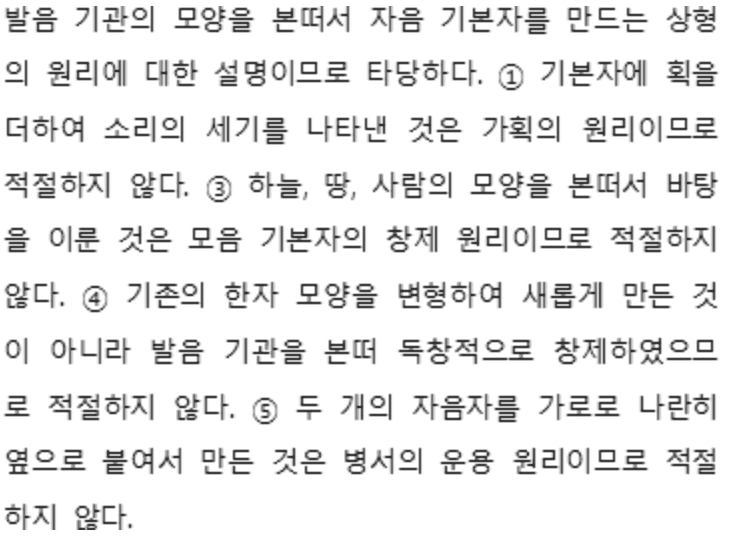 발음 기관의 모양을 본떠서 자음 기본자를 만드는 상형
의 원리에 대한 설명이므로 타당하다. ① 기본자에 획을
더하여 소리의 세기를 나타낸 것은 가획의 원리이므로
적절하지 않다. ③ 하늘, 땅, 사람의 모양을 본떠서 바탕
을 이룬 것은 모음 기본자의 창제 원리이므로 적절하지
않다. ④ 기존의 한자 모양을 변형하여 새롭게 만든 것
이 아니라 발음 기관을 본떠 독창적으로 창제하였으므
로 적절하지 않다. ⑤ 두 개의 자음자를 가로로 나란히
옆으로 붙여서 만든 것은 병서의 운용 원리이므로 적절
하지 않다.